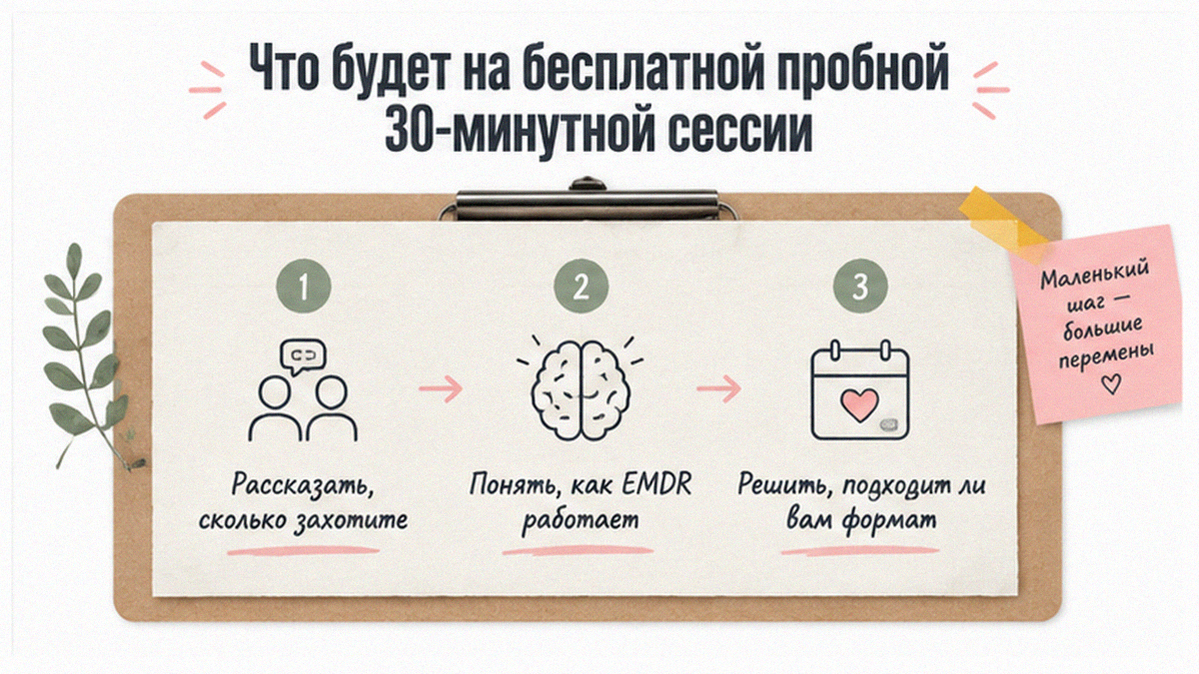 Что будет на бесплатной пробной
30-минутной сессии
1
Рассказать,
сколько захотите
2
Понять, как EMDR
работает
3
Решить, подходит ли
вам формат
Маленький
шаг —
большие
перемены